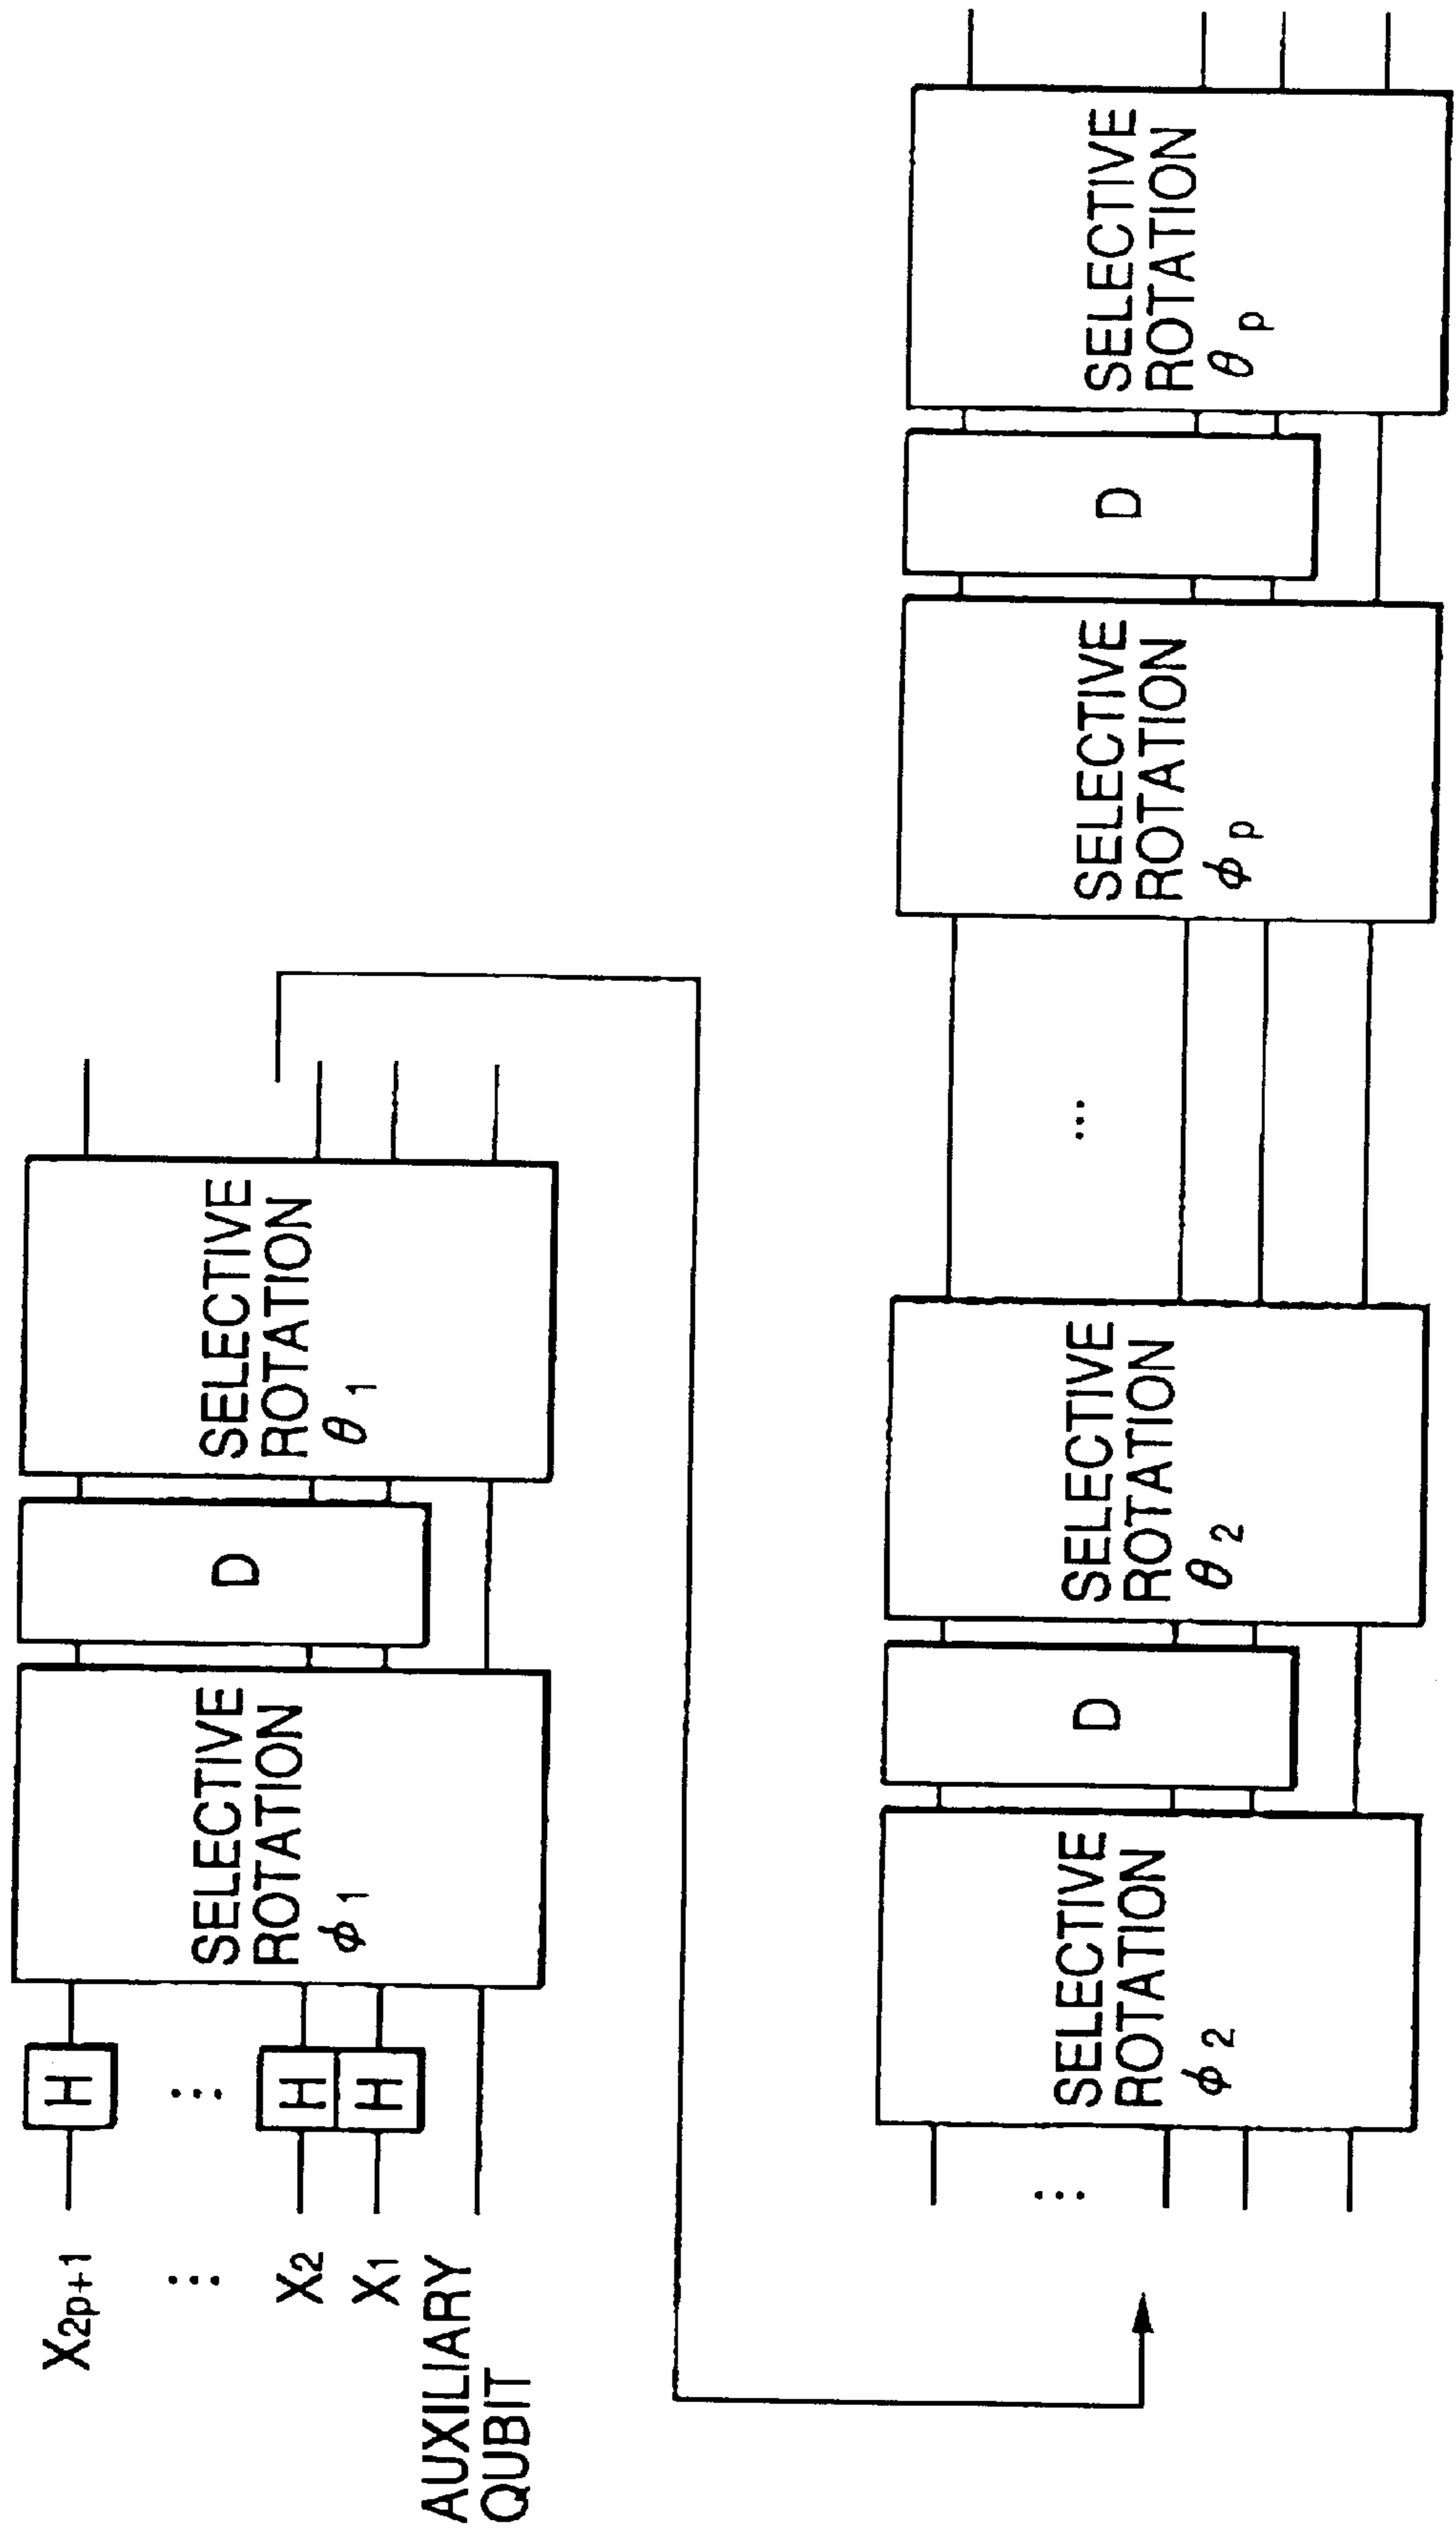 X2p+1
⋮
X2
X1
AUXILIARY
QUBIT
H
⋮
H
H
SELECTIVE
ROTATION
ϕ1
D
SELECTIVE
ROTATION
θ1
⋮
SELECTIVE
ROTATION
ϕ2
D
SELECTIVE
ROTATION
θ2
...
SELECTIVE
ROTATION
ϕp
D
SELECTIVE
ROTATION
θp